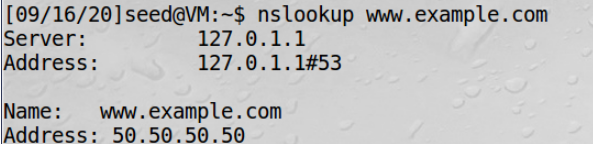 [09/16/20]seed@VM:~$ nslookup www.example.com
Server:         127.0.1.1
Address:        127.0.1.1#53

Name:   www.example.com
Address: 50.50.50.50